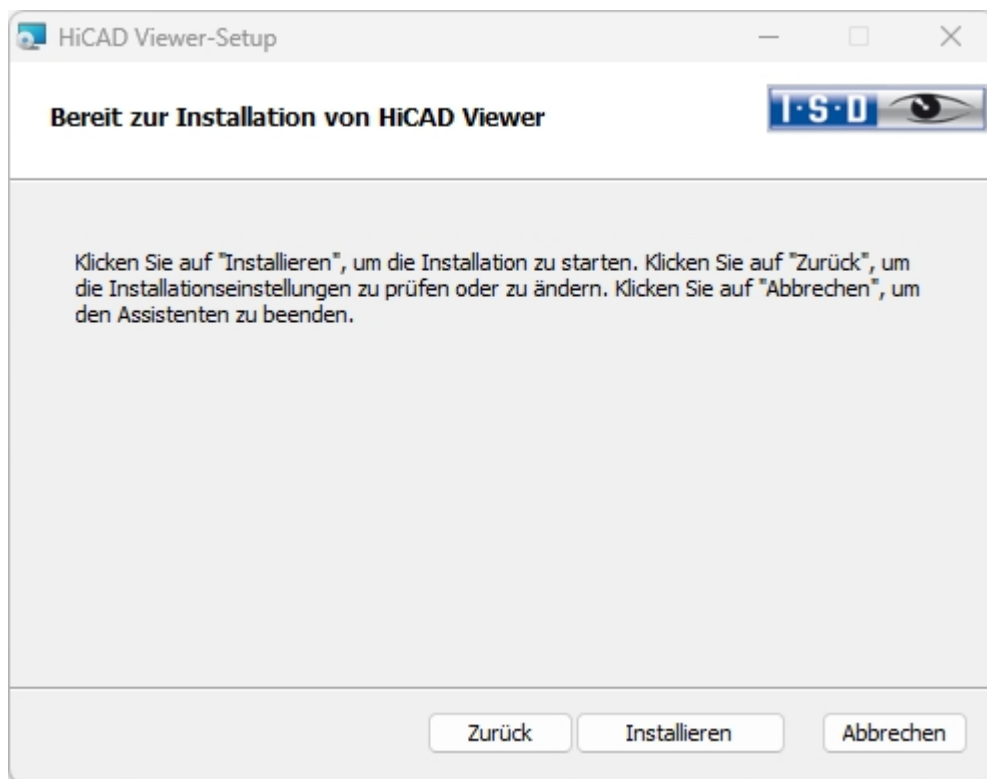 HiCAD Viewer-Setup
Bereit zur Installation von HiCAD Viewer
I·S·D
Klicken Sie auf "Installieren", um die Installation zu starten. Klicken Sie auf "Zurück", um
die Installationseinstellungen zu prüfen oder zu ändern. Klicken Sie auf "Abbrechen", um
den Assistenten zu beenden.
Zurück Installieren Abbrechen